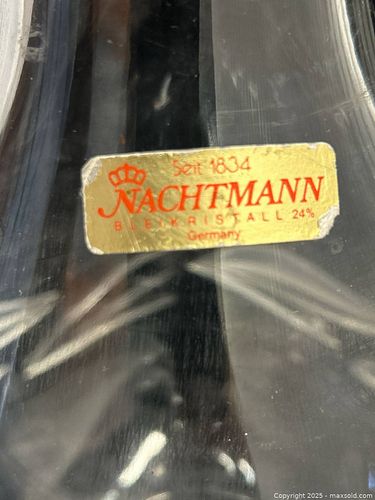 Seit 1834
NACHTMANN
BLEIKRISTALL 24%
Germany
Copyright 2025 - maxsold.com